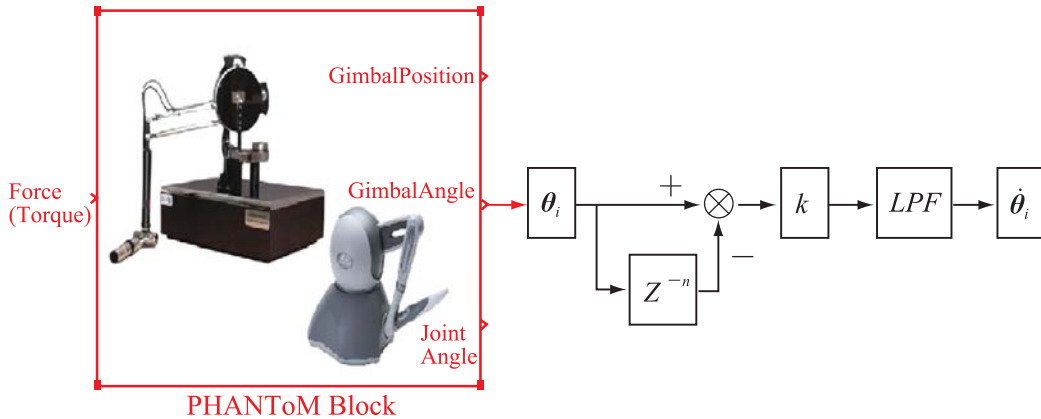 GimbalPosition
Force
(Torque)
GimbalAngle
Joint
Angle
PHANToM Block
θᵢ
+
−
Z⁻ⁿ
k
LPF
θ̇ᵢ